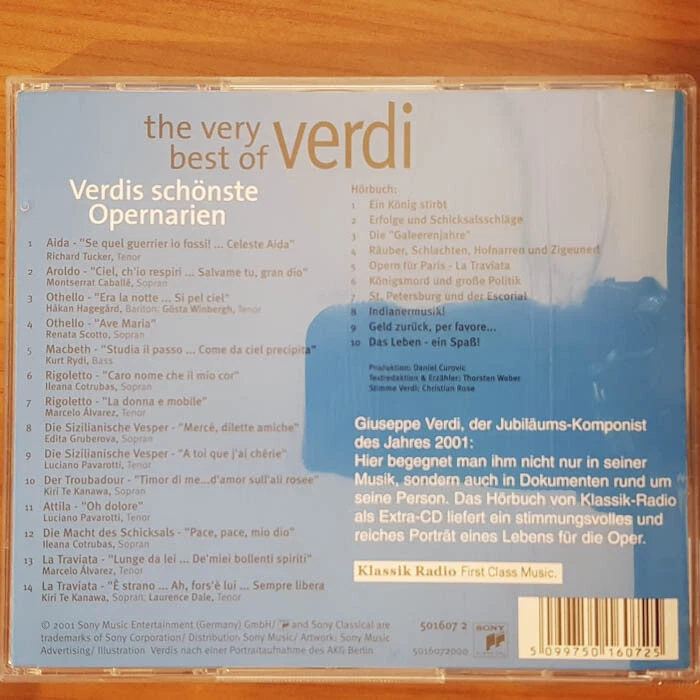 the very
best of verdi
Verdis schönste
Opernarien
1 Aida - "Se quel guerrier io fossi! ... Celeste Aida"
Richard Tucker, Tenor
2 Aroldo - "Ciel, ch'io respiri ... Salvame tu, gran dio"
Montserrat Caballé, Sopran
3 Othello - "Era la notte ... Si pel ciel"
Håkan Hagegård, Bariton; Gösta Winbergh, Tenor
4 Othello - "Ave Maria"
Renata Scotto, Sopran
5 Macbeth - "Studia il passo ... Come da ciel precipita"
Kurt Rydl, Bass
6 Rigoletto - "Caro nome che il mio cor"
Ileana Cotrubas, Sopran
7 Rigoletto - "La donna e mobile"
Marcelo Álvarez, Tenor
8 Die Sizilianische Vesper - "Mercè, dilette amiche"
Edita Gruberova, Sopran
9 Die Sizilianische Vesper - "A toi que j'ai chérie"
Luciano Pavarotti, Tenor
10 Der Troubadour - "Timor di me...d'amor sull'ali rosee"
Kiri Te Kanawa, Sopran
11 Attila - "Oh dolore"
Luciano Pavarotti, Tenor
12 Die Macht des Schicksals - "Pace, pace, mio dio"
Ileana Cotrubas, Sopran
13 La Traviata - "Lunge da lei ... De'miei bollenti spiriti"
Marcelo Álvarez, Tenor
14 La Traviata - "È strano ... Ah, fors'è lui ... Sempre libera
Kiri Te Kanawa, Sopran; Laurence Dale, Tenor
Hörbuch:
1 Ein König stirbt
2 Erfolge und Schicksalsschläge
3 Die "Galeerenjahre"
4 Räuber, Schlachten, Hofnarren und Zigeuner!
5 Opern für Paris - La Traviata
6 Königsmord und große Politik
7 St. Petersburg und der Escorial
8 Indianermusik!
9 Geld zurück, per favore...
10 Das Leben - ein Spaß!
Produktion: Daniel Curovic
Textredaktion & Erzähler: Thorsten Weber
Stimme Verdi: Christian Rose
Giuseppe Verdi, der Jubiläums-Komponist
des Jahres 2001:
Hier begegnet man ihm nicht nur in seiner
Musik, sondern auch in Dokumenten rund um
seine Person. Das Hörbuch von Klassik-Radio
als Extra-CD liefert ein stimmungsvolles und
reiches Porträt eines Lebens für die Oper.
Klassik Radio First Class Music.
© 2001 Sony Music Entertainment (Germany) GmbH/ and Sony Classical are
trademarks of Sony Corporation/ Distribution Sony Music/ Artwork: Sony Music
Advertising/ Illustration: Verdis nach einer Portraitaufnahme des AKG Berlin.
501607 2
5016072000
SONY
5 099750 160725